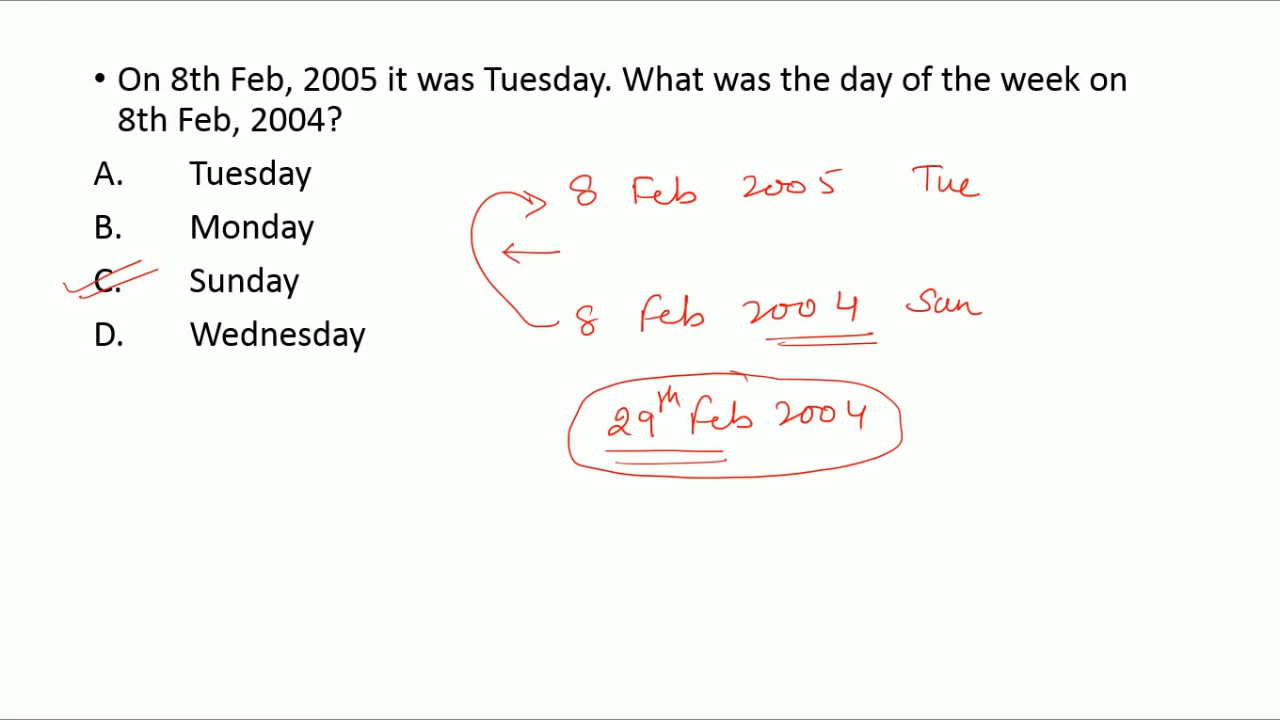 • On 8th Feb, 2005 it was Tuesday. What was the day of the week on
8th Feb, 2004?
A. Tuesday
B. Monday
C. Sunday
D. Wednesday
8 Feb 2005 Tue
8 Feb 2004 Sun
29th Feb 2004